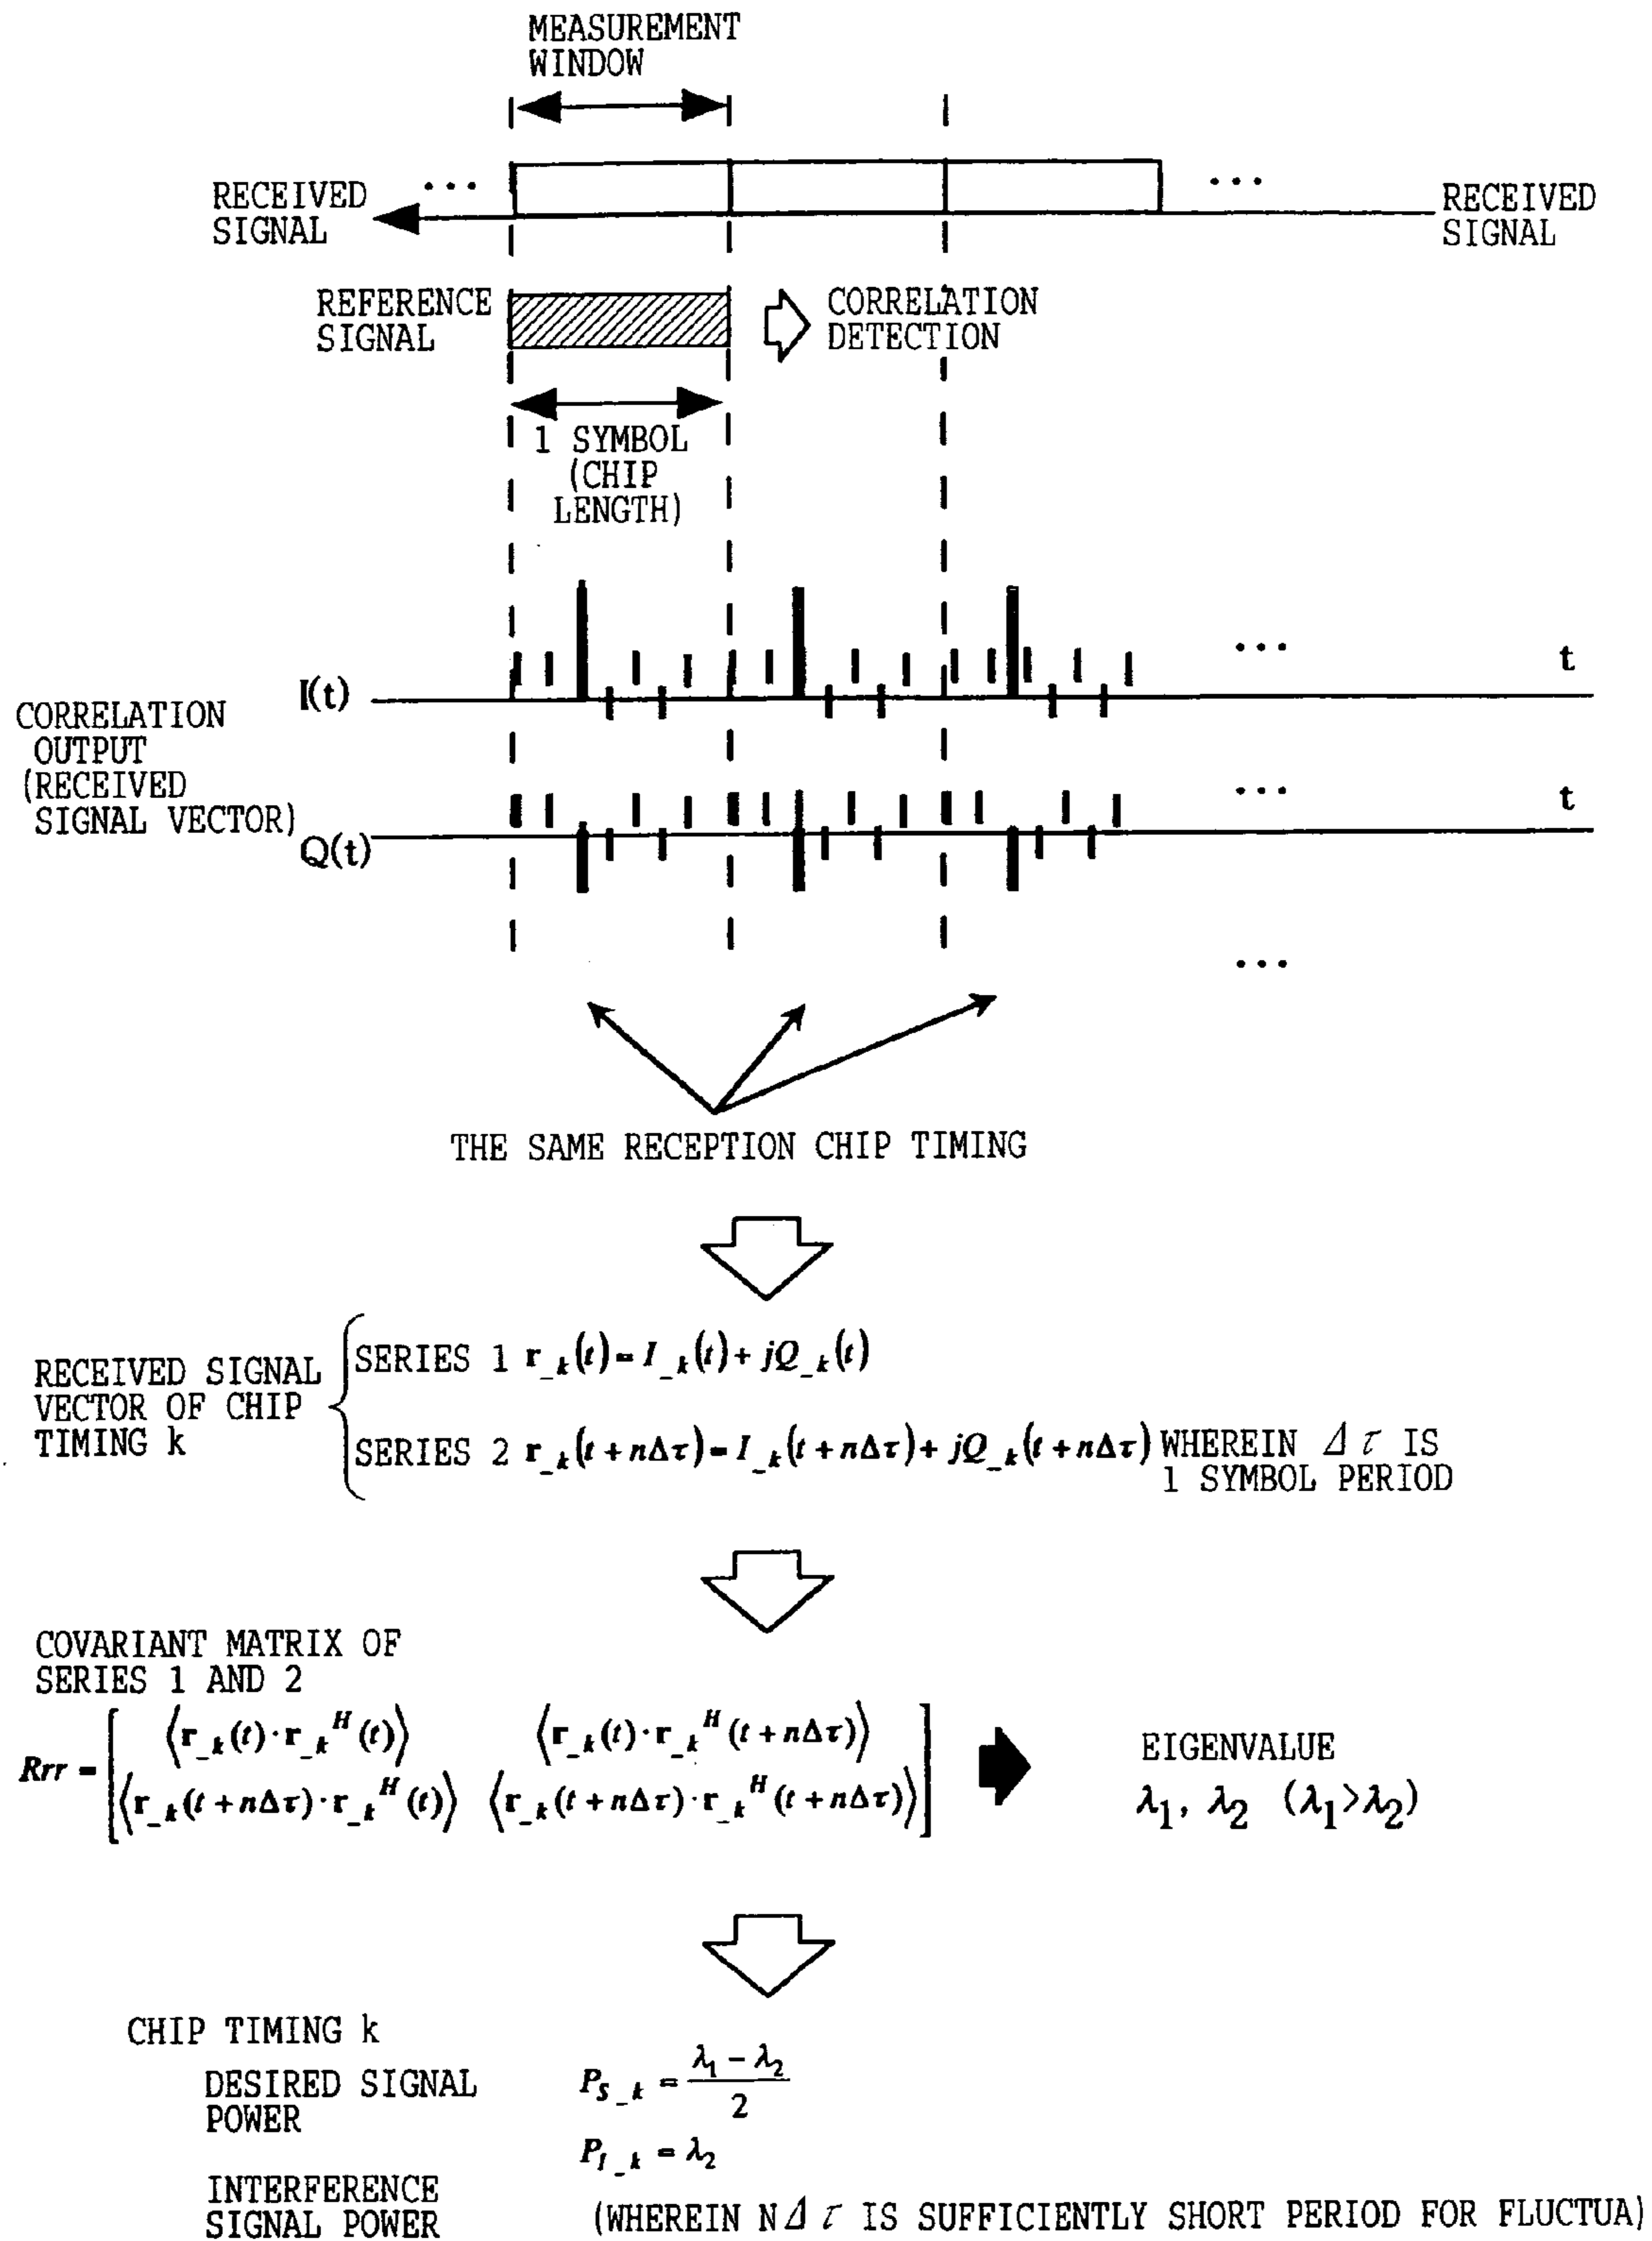 MEASUREMENT
WINDOW
RECEIVED
SIGNAL
...
...
RECEIVED
SIGNAL
REFERENCE
SIGNAL
CORRELATION
DETECTION
1 SYMBOL
(CHIP
LENGTH)
CORRELATION
OUTPUT
(RECEIVED
SIGNAL VECTOR)
I(t)
...
t
Q(t)
...
t
...
THE SAME RECEPTION CHIP TIMING
RECEIVED SIGNAL
VECTOR OF CHIP
TIMING k
SERIES 1 r_k(t)=I_k(t)+jQ_k(t)
SERIES 2 r_k(t+nΔτ)=I_k(t+nΔτ)+jQ_k(t+nΔτ) WHEREIN Δτ IS
1 SYMBOL PERIOD
COVARIANT MATRIX OF
SERIES 1 AND 2
Rrr = [⟨r_k(t)·r_k^H(t)⟩ ⟨r_k(t)·r_k^H(t+nΔτ)⟩
⟨r_k(t+nΔτ)·r_k^H(t)⟩ ⟨r_k(t+nΔτ)·r_k^H(t+nΔτ)⟩]
EIGENVALUE
λ1, λ2 (λ1>λ2)
CHIP TIMING k
DESIRED SIGNAL
POWER
P_S_k = (λ1 − λ2)/2
INTERFERENCE
SIGNAL POWER
P_I_k = λ2
(WHEREIN NΔτ IS SUFFICIENTLY SHORT PERIOD FOR FLUCTUA)